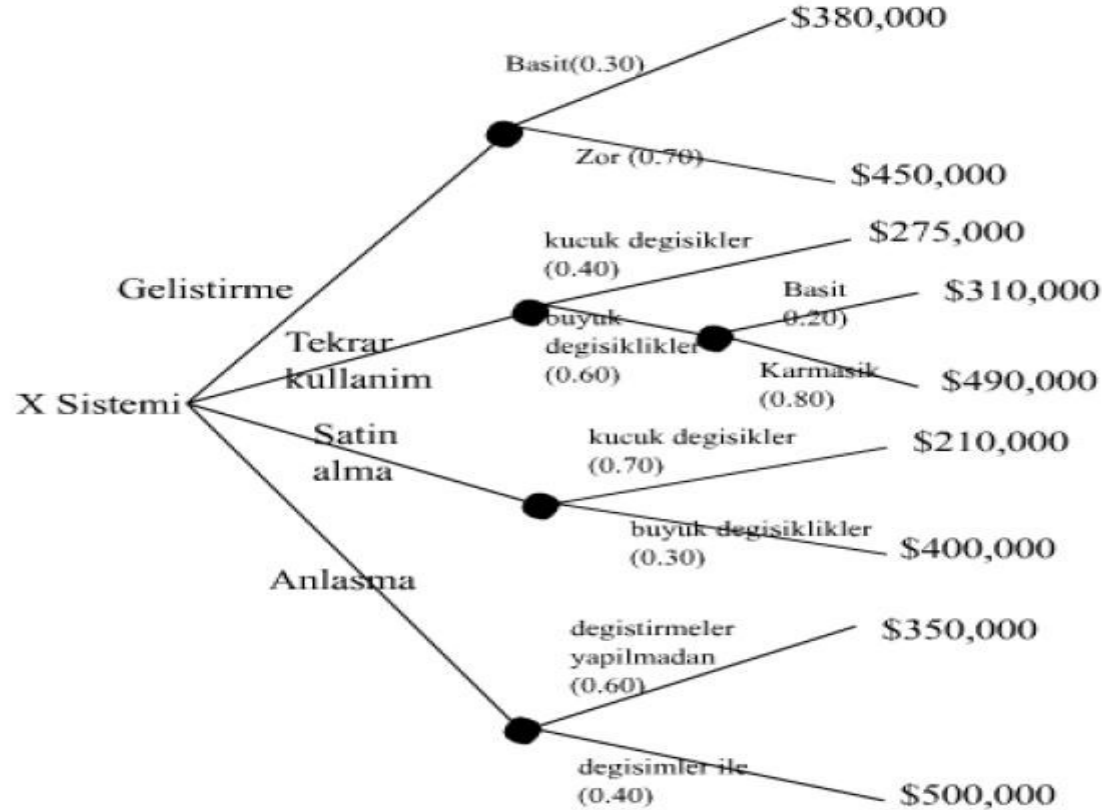 $380,000
Basit(0.30)
Zor (0.70)
$450,000
kucuk degisikler
(0.40)
$275,000
Gelistirme
Basit
0.20)
$310,000
Tekrar
kullanim
buyuk
degisiklikler
(0.60)
Karmasik
(0.80)
$490,000
X Sistemi
Satin
alma
kucuk degisikler
(0.70)
$210,000
buyuk degisiklikler
(0.30)
$400,000
Anlasma
degistirmeler
yapilmadan
(0.60)
$350,000
degisimler ile
(0.40)
$500,000